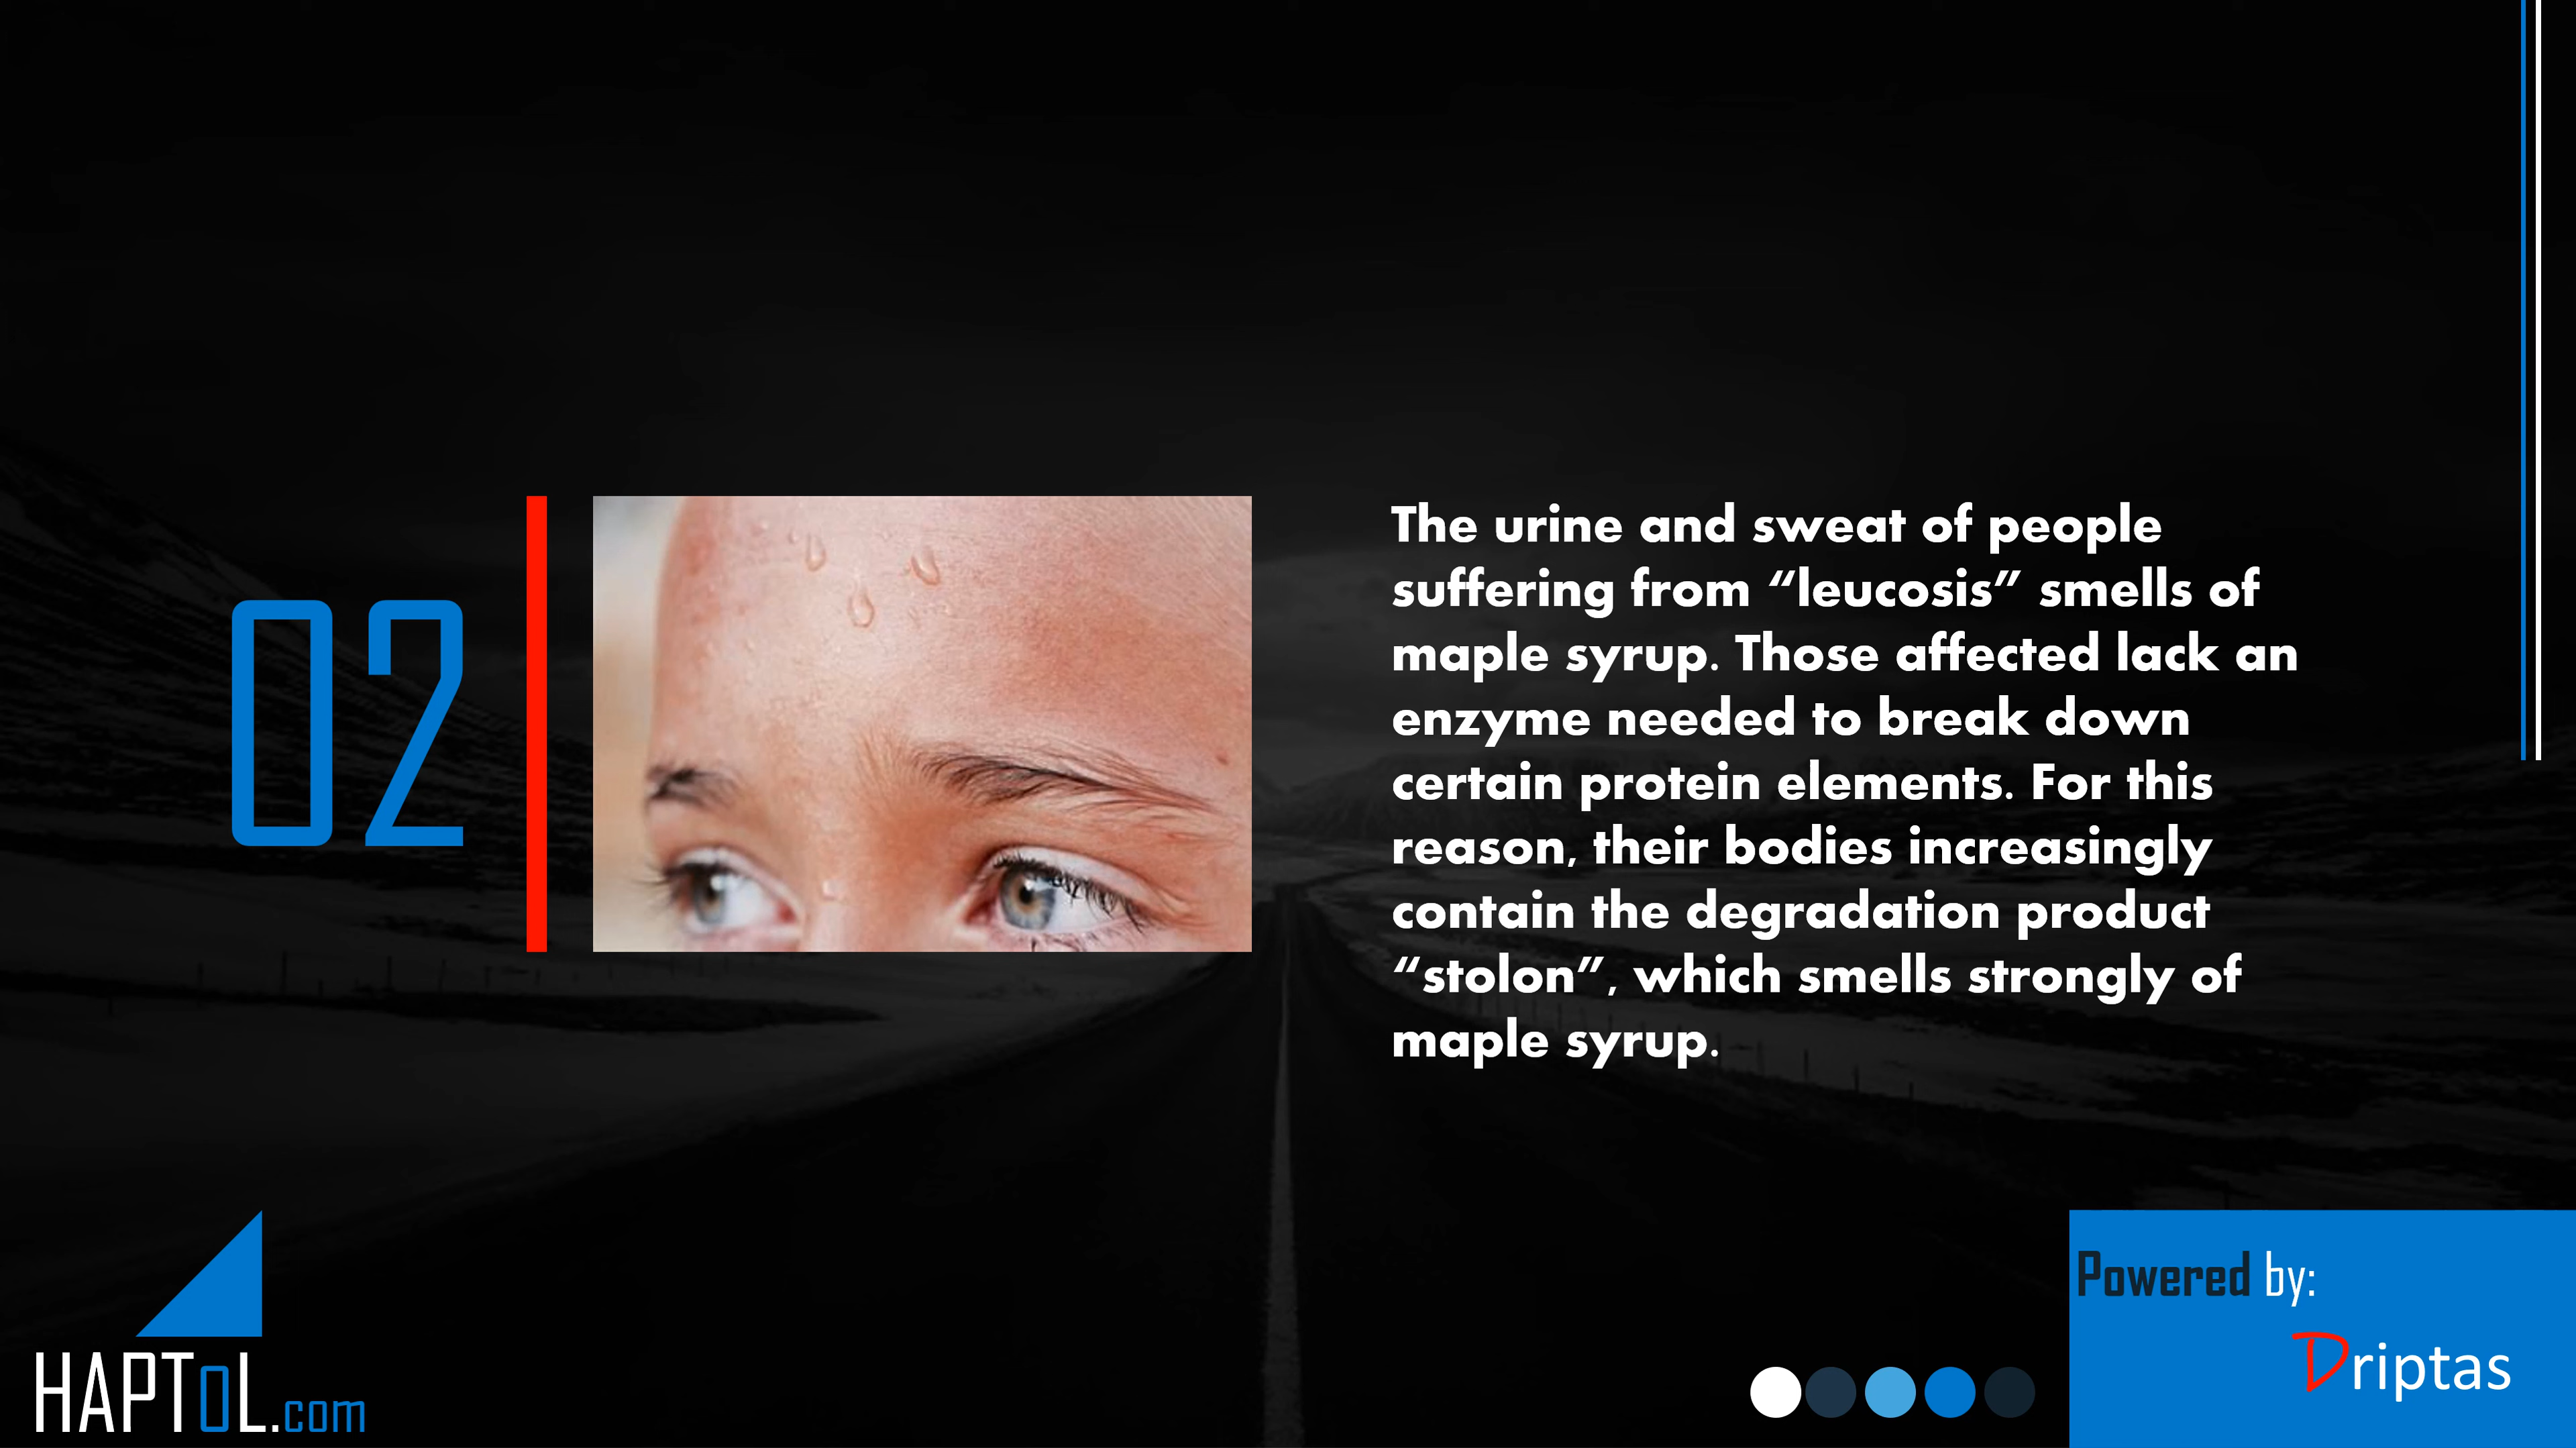 02
The urine and sweat of people
suffering from “leucosis” smells of
maple syrup. Those affected lack an
enzyme needed to break down
certain protein elements. For this
reason, their bodies increasingly
contain the degradation product
“stolon”, which smells strongly of
maple syrup.
HAPToL.com
Powered by:
Driptas